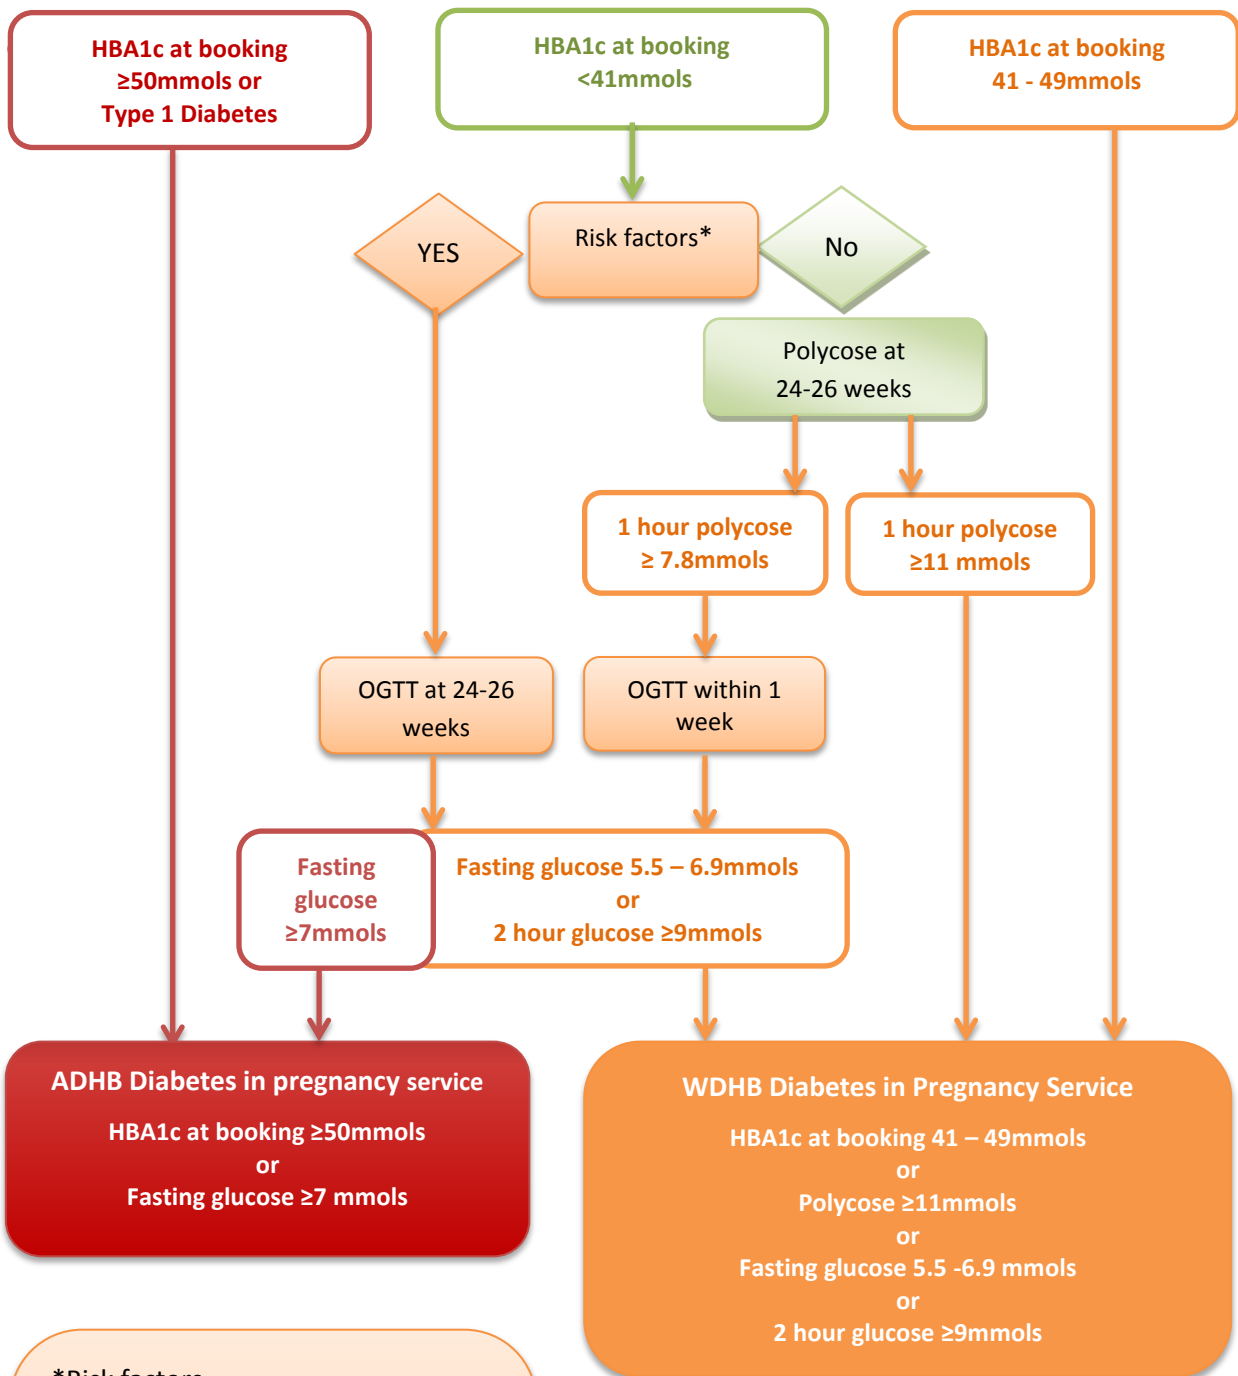 HBA1c at booking
≥50mmols or
Type 1 Diabetes
HBA1c at booking
<41mmols
HBA1c at booking
41 - 49mmols
YES
Risk factors*
No
Polycose at
24-26 weeks
1 hour polycose
≥ 7.8mmols
1 hour polycose
≥11 mmols
OGTT at 24-26
weeks
OGTT within 1
week
Fasting
glucose
≥7mmols
Fasting glucose 5.5 – 6.9mmols
or
2 hour glucose ≥9mmols
ADHB Diabetes in pregnancy service
HBA1c at booking ≥50mmols
or
Fasting glucose ≥7 mmols
WDHB Diabetes in Pregnancy Service
HBA1c at booking 41 – 49mmols
or
Polycose ≥11mmols
or
Fasting glucose 5.5 -6.9 mmols
or
2 hour glucose ≥9mmols
*Risk factors